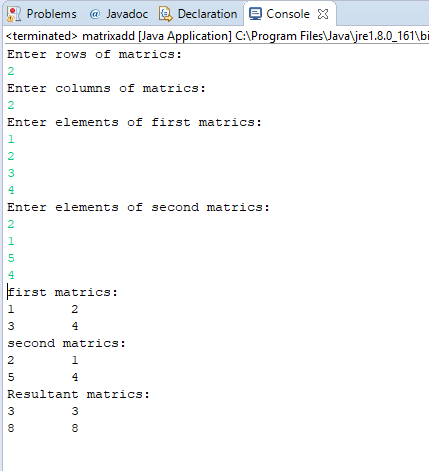 Problems @ Javadoc Declaration Console
<terminated> matrixadd [Java Application] C:\Program Files\Java\jre1.8.0_161\bi
Enter rows of matrics:
2
Enter columns of matrics:
2
Enter elements of first matrics:
1
2
3
4
Enter elements of second matrics:
2
1
5
4
first matrics:
1 2
3 4
second matrics:
2 1
5 4
Resultant matrics:
3 3
8 8